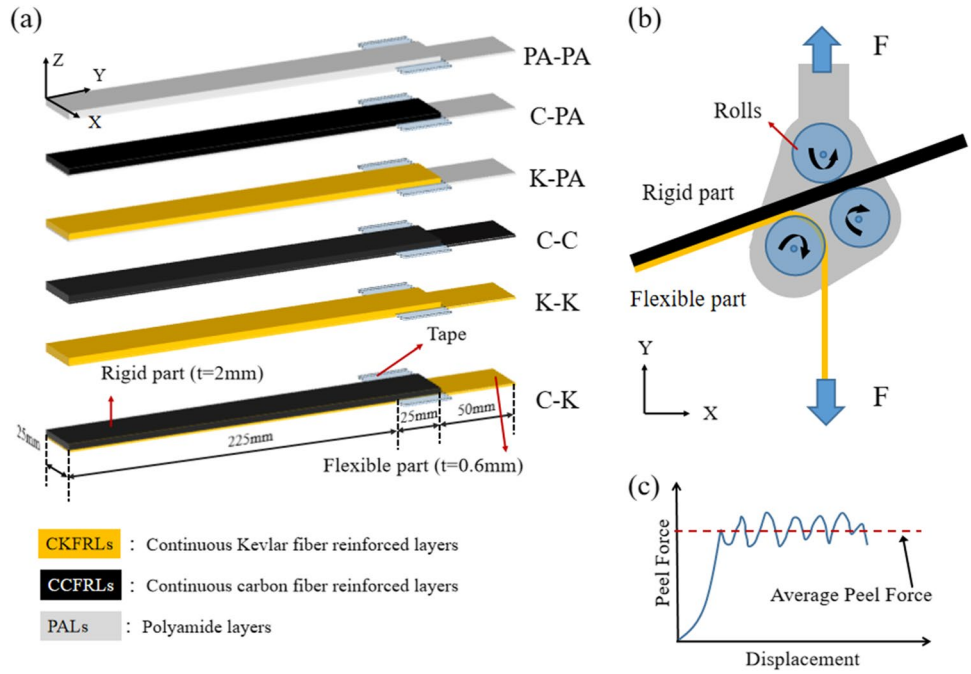 (a)
Z
Y
X
PA-PA
C-PA
K-PA
C-C
K-K
C-K
Tape
Rigid part (t=2mm)
25mm
225mm
25mm
50mm
Flexible part (t=0.6mm)
CKFRLs : Continuous Kevlar fiber reinforced layers
CCFRLs : Continuous carbon fiber reinforced layers
PALs : Polyamide layers
(b)
F
Rolls
Rigid part
Flexible part
Y
X
F
(c)
Peel Force
Average Peel Force
Displacement